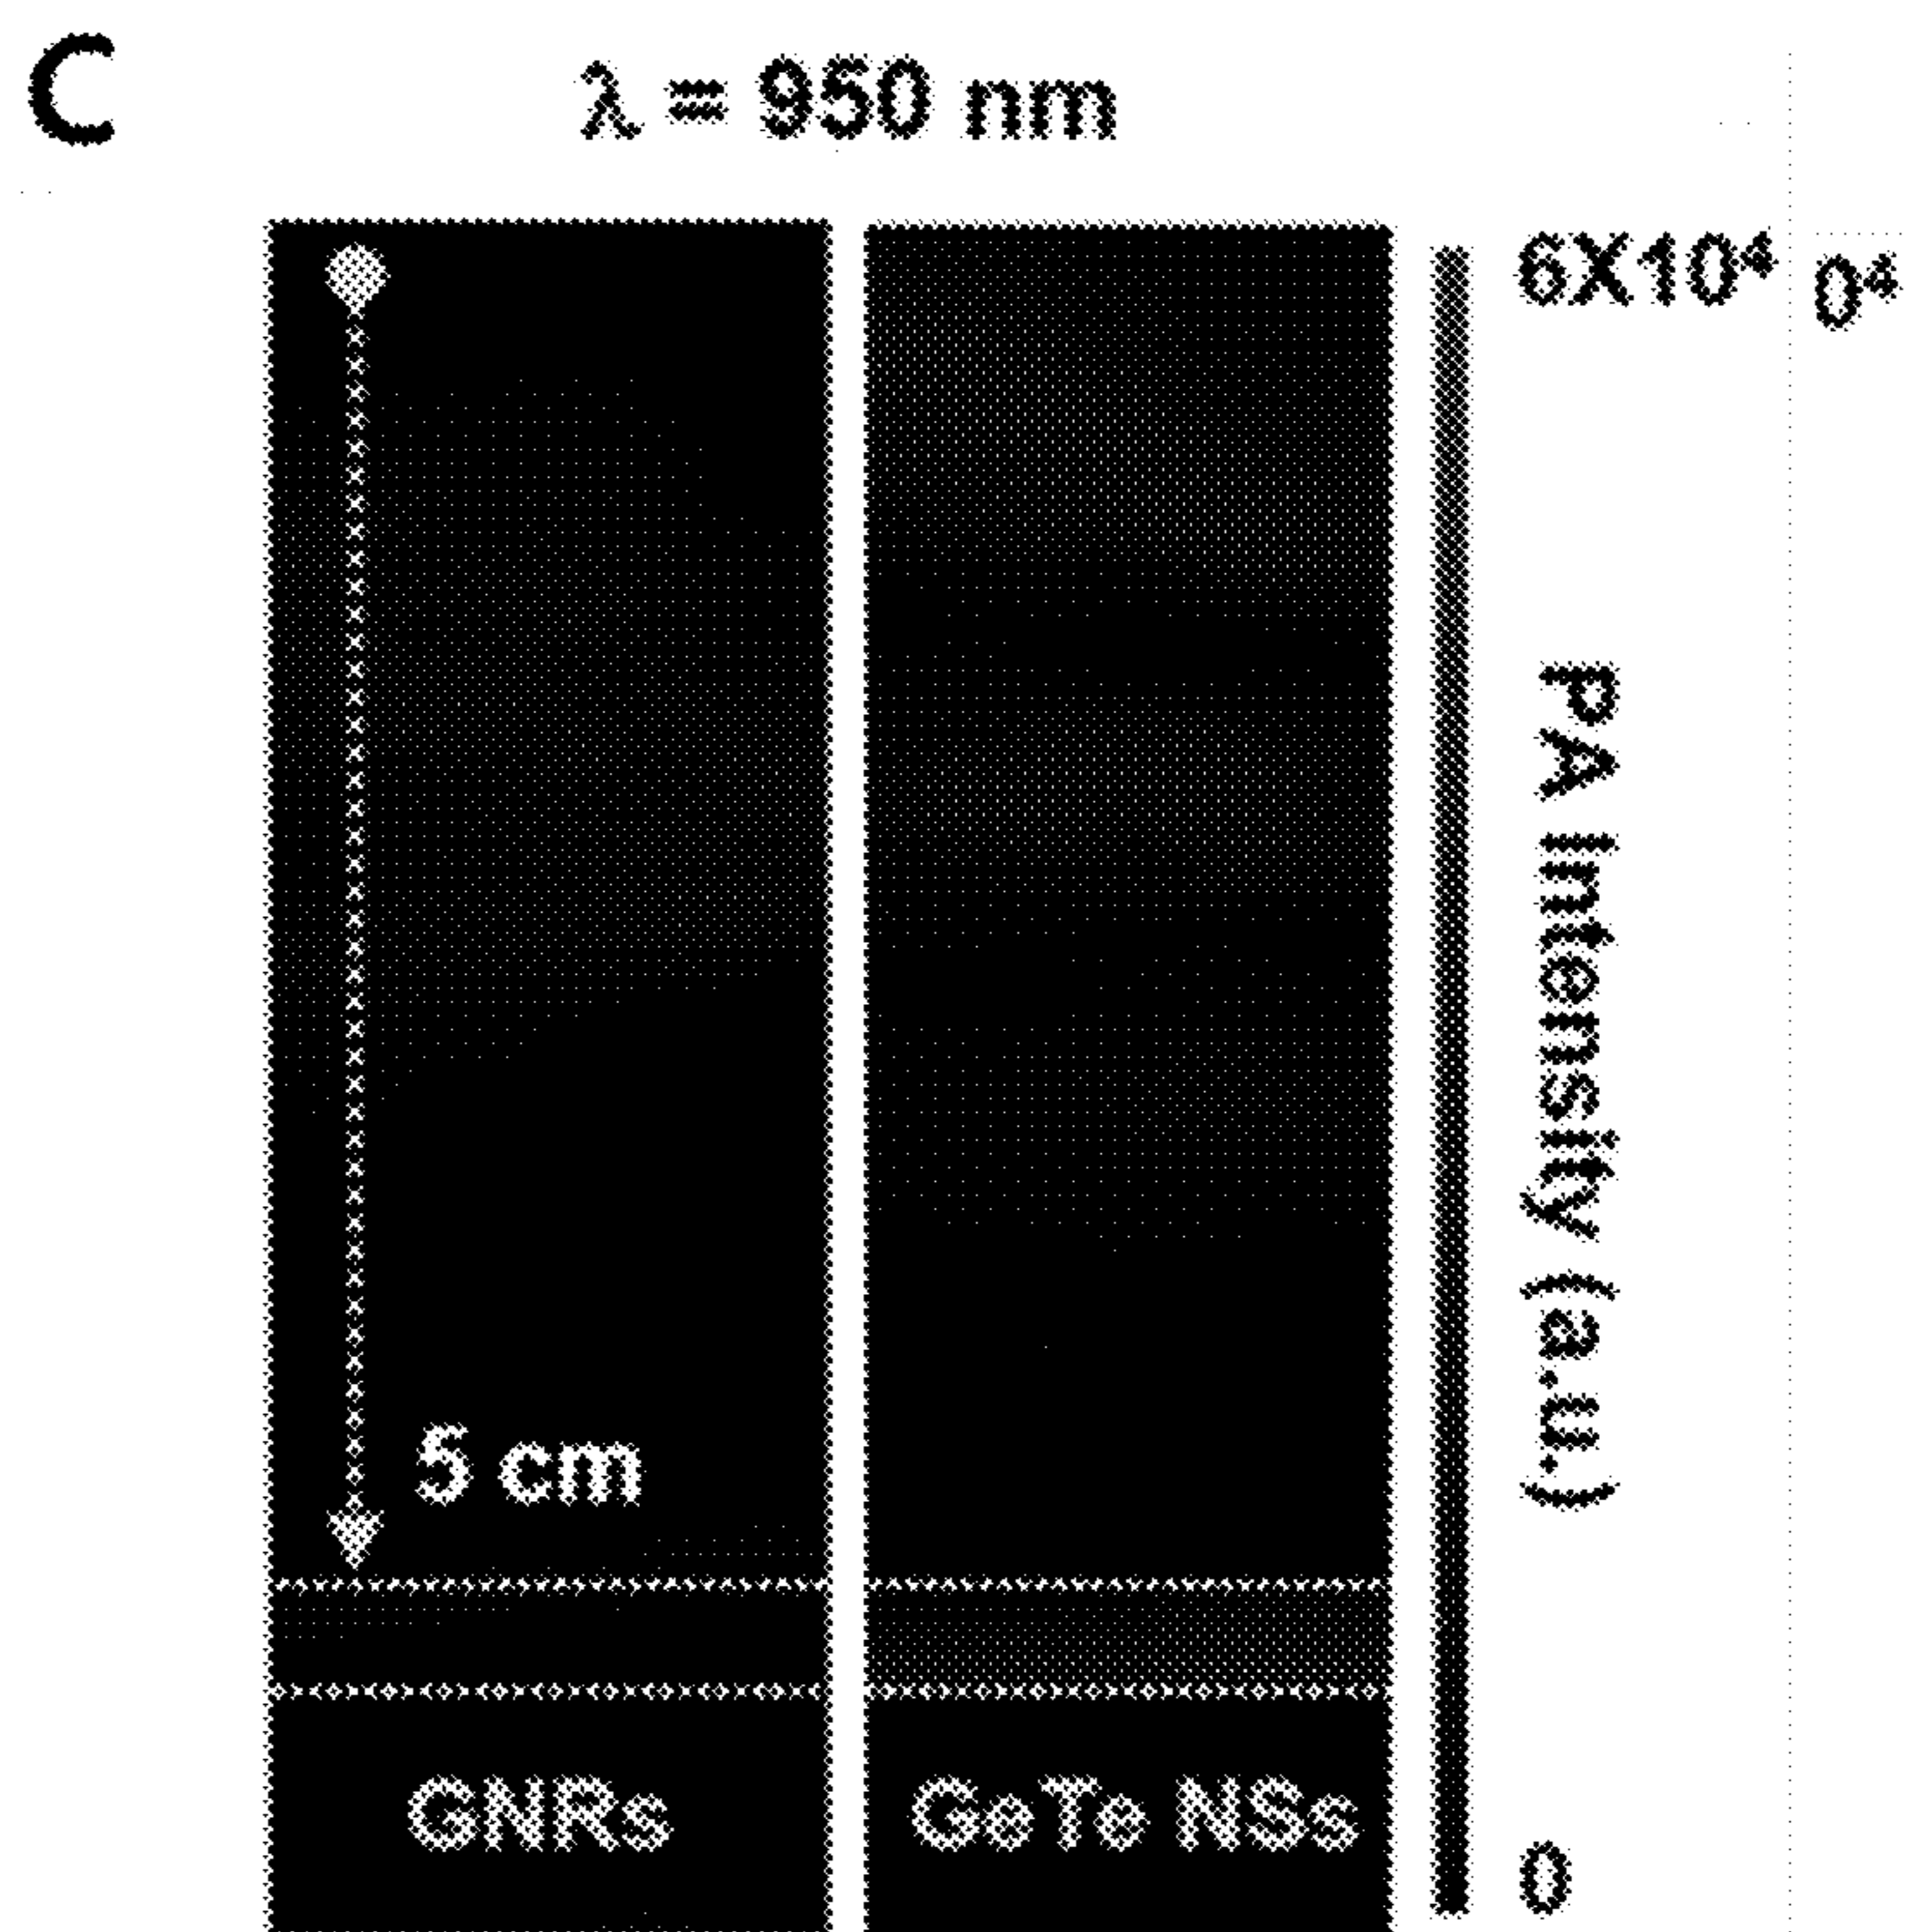 C
λ = 950 nm
6X10⁴
0⁴
PA Intensity (a.u.)
5 cm
GNRs
GeTe NSs
0